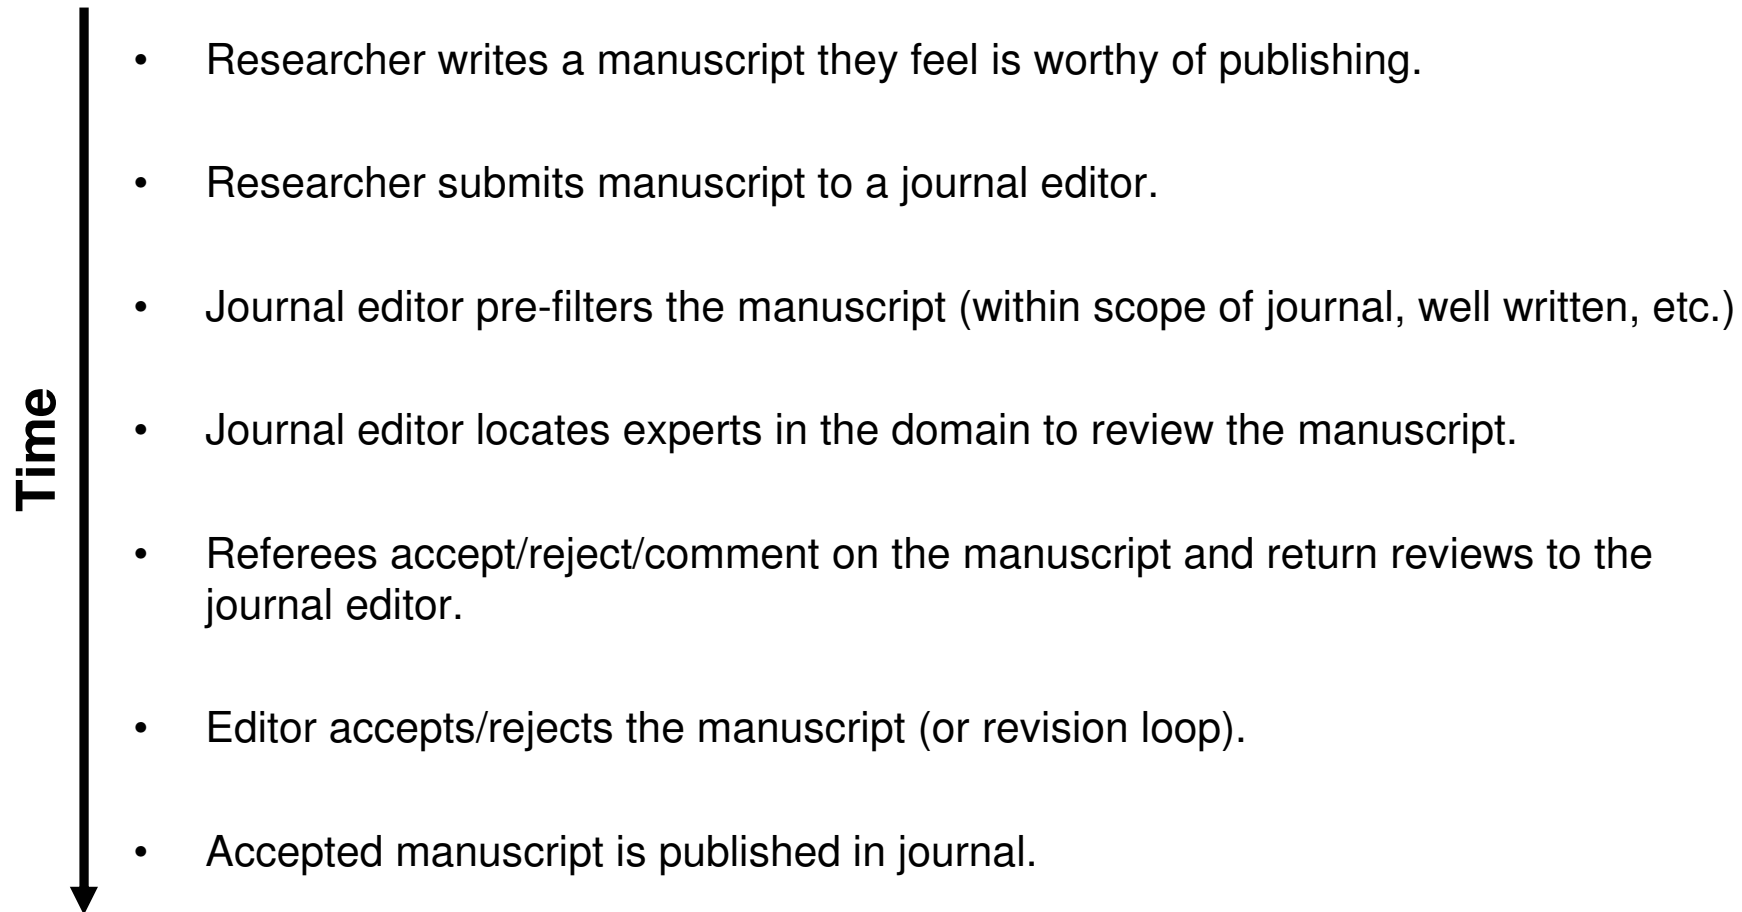 • Researcher writes a manuscript they feel is worthy of publishing.
• Researcher submits manuscript to a journal editor.
• Journal editor pre-filters the manuscript (within scope of journal, well written, etc.)
Time
• Journal editor locates experts in the domain to review the manuscript.
• Referees accept/reject/comment on the manuscript and return reviews to the
journal editor.
• Editor accepts/rejects the manuscript (or revision loop).
• Accepted manuscript is published in journal.